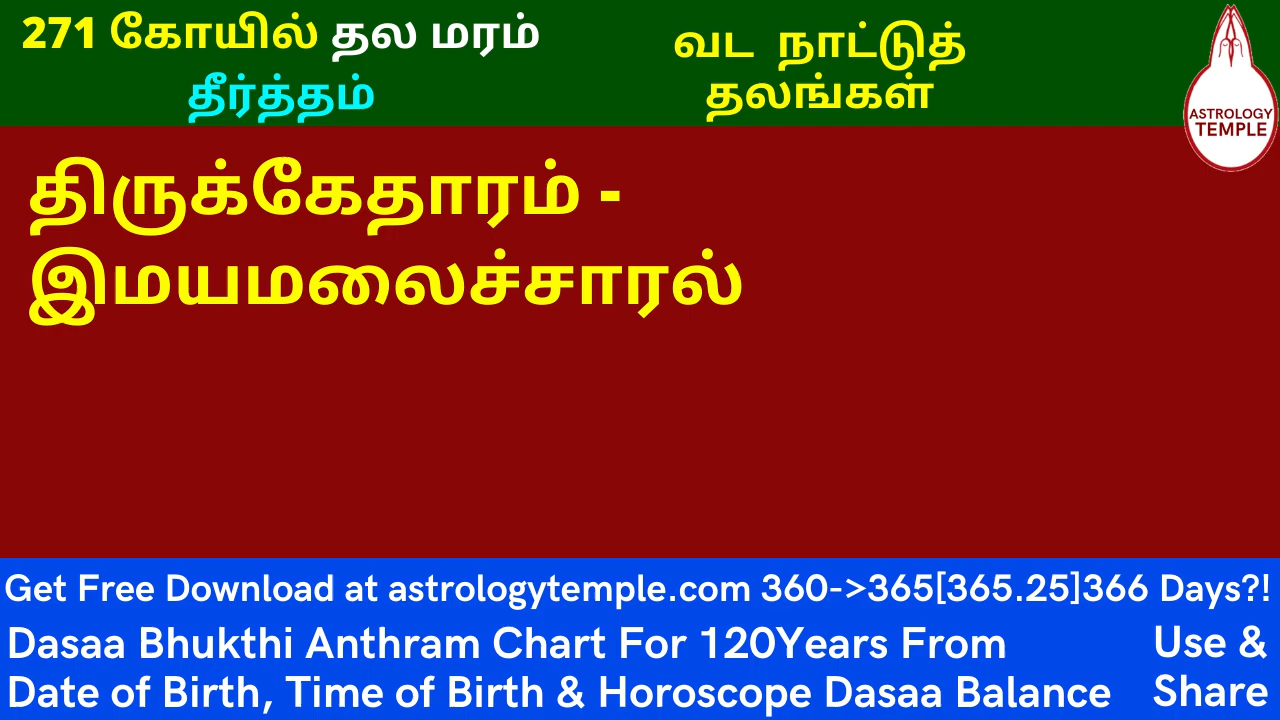 271 கோயில் தல மரம்
தீர்த்தம்
வட நாட்டுத்
தலங்கள்
ASTROLOGY
TEMPLE
திருக்கேதாரம் -
இமயமலைச்சாரல்
Get Free Download at astrologytemple.com 360->365[365.25]366 Days?!
Dasaa Bhukthi Anthram Chart For 120Years From
Date of Birth, Time of Birth & Horoscope Dasaa Balance
Use &
Share